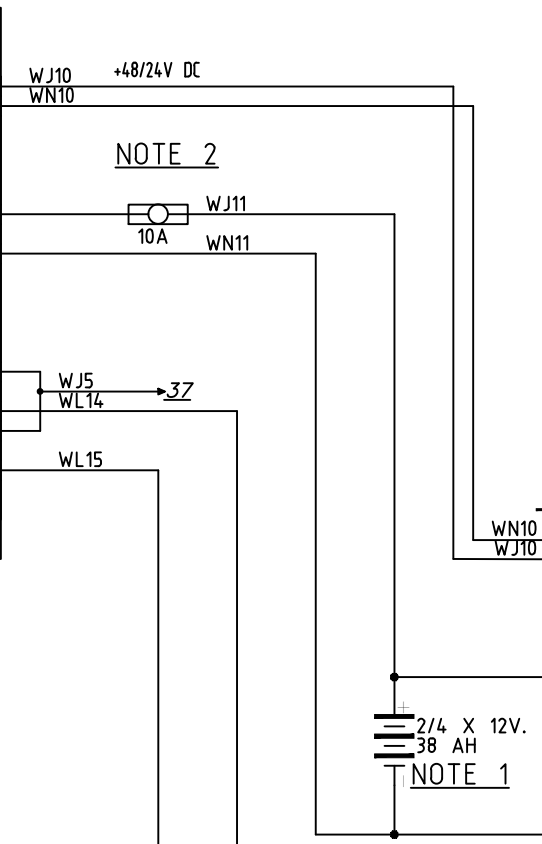 WJ10 +48/24V DC
WN10
NOTE 2
WJ11
10A
WN11
WJ5 37
WL14
WL15
WN10
WJ10
+
2/4 X 12V.
38 AH
NOTE 1